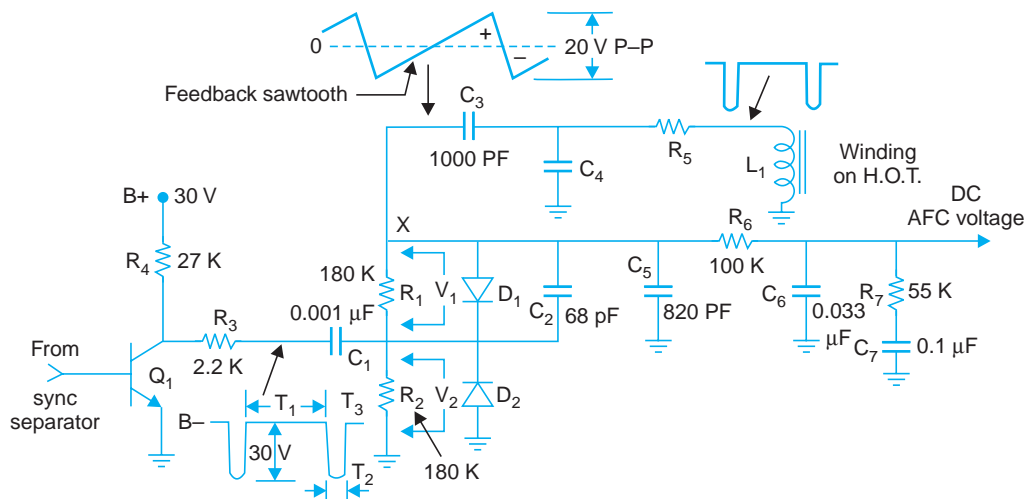 0
+
–
20 V P–P
Feedback sawtooth
C3
1000 PF
C4
R5
L1
Winding
on H.O.T.
B+
30 V
R4
27 K
X
R6
100 K
DC
AFC voltage
180 K
R1
V1
D1
C2
68 pF
C5
820 PF
C6
0.033
µF
R7
55 K
C7
0.1 µF
R3
2.2 K
0.001 µF
C1
From
sync
separator
Q1
R2
V2
D2
180 K
B–
T1
T3
30 V
T2